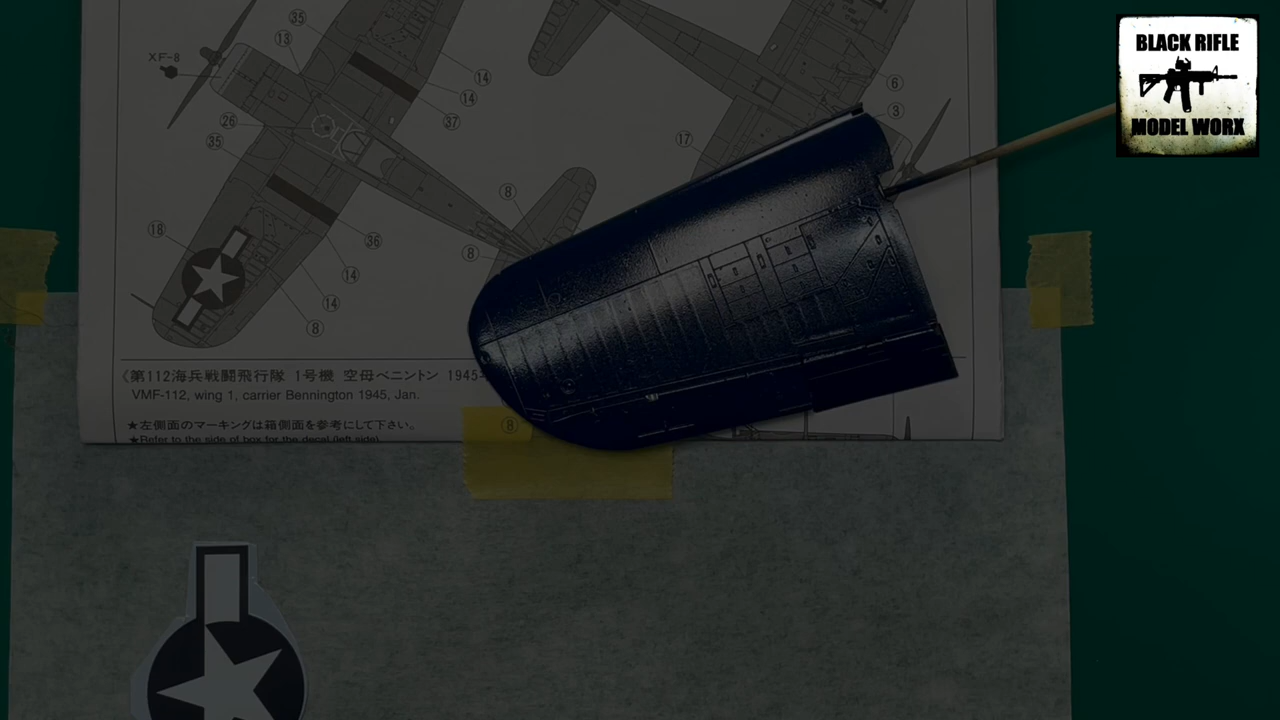 BLACK RIFLE
MODEL WORX
XF-8
35
13
14
14
37
26
35
6
3
17
8
18
8
36
14
14
8
《第112海兵戦闘飛行隊 1号機 空母ベニントン 1945-
VMF-112, wing 1, carrier Bennington 1945, Jan.
★左側面のマーキングは箱側面を参考にして下さい。
★Refer to the side of box for the decal (left side)
8